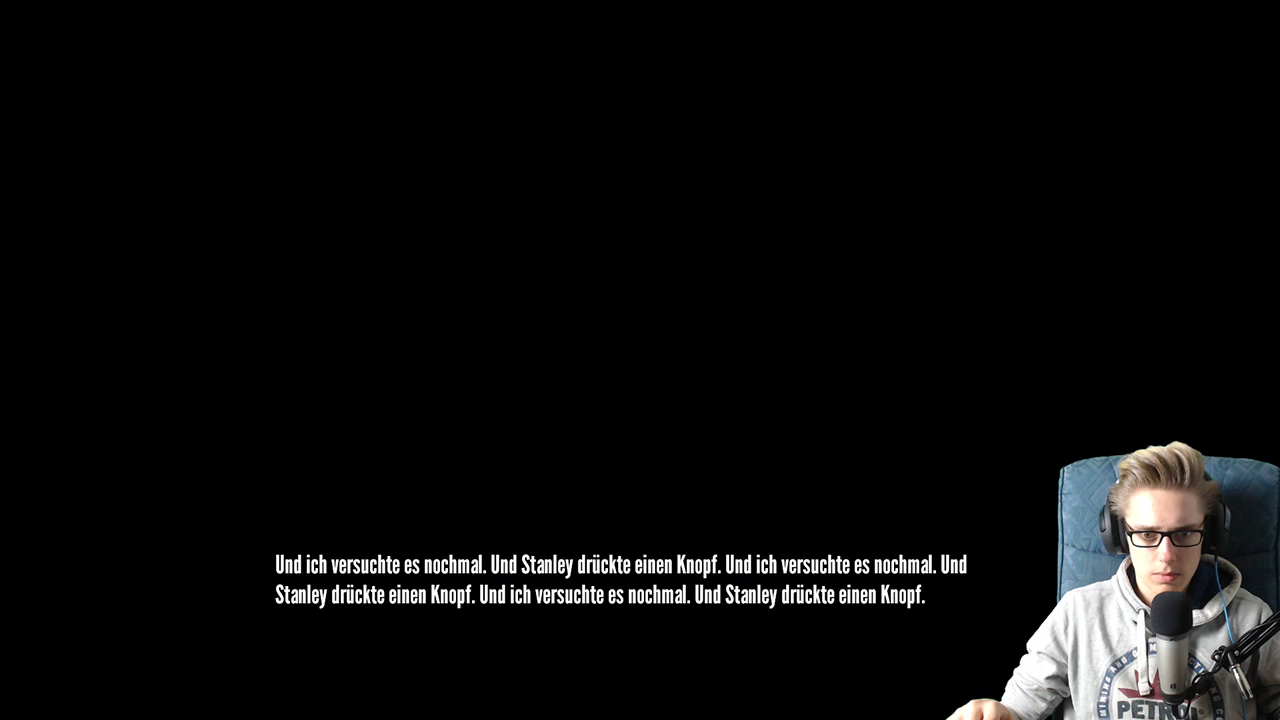 Und ich versuchte es nochmal. Und Stanley drückte einen Knopf. Und ich versuchte es nochmal. Und
Stanley drückte einen Knopf. Und ich versuchte es nochmal. Und Stanley drückte einen Knopf.